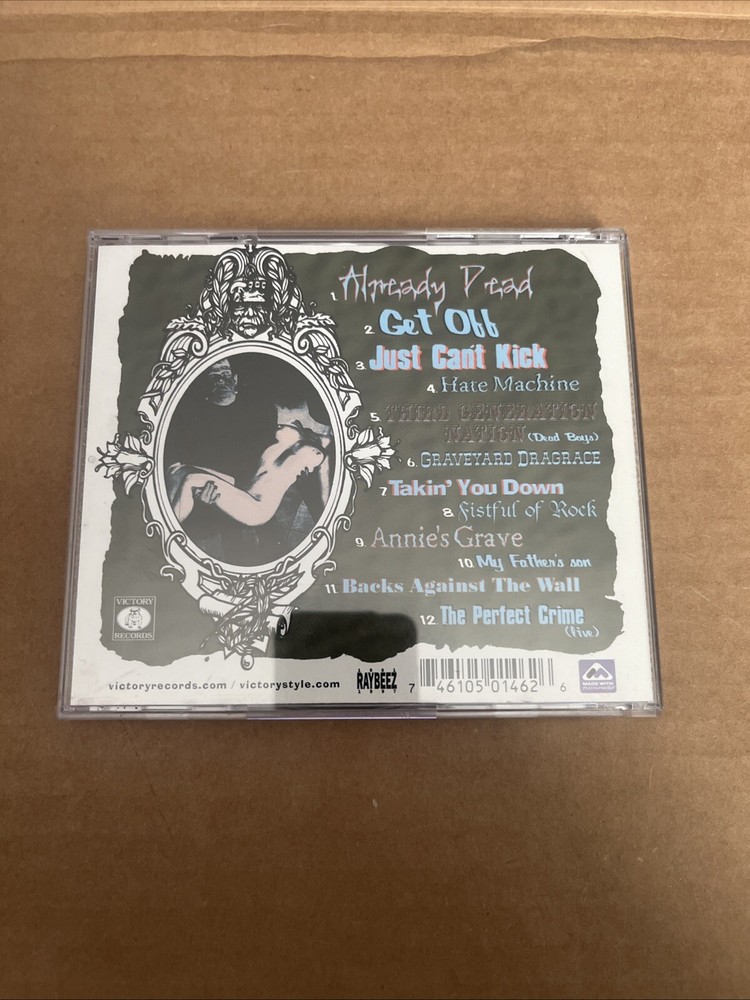 1. Already Dead
2. Get Off
3. Just Can't Kick
4. Hate Machine
5. THIRD GENERATION
NATION (Dead Boys)
6. GRAVEYARD DRAGRACE
7 Takin' You Down
8 Fistful of Rock
9. Annie's Grave
10. My Father's son
11. Backs Against The Wall
12. The Perfect Crime
(live)
VICTORY
RECORDS
victoryrecords.com / victorystyle.com
RAYBEEZ
7 46105 01462 6
MADE WITH